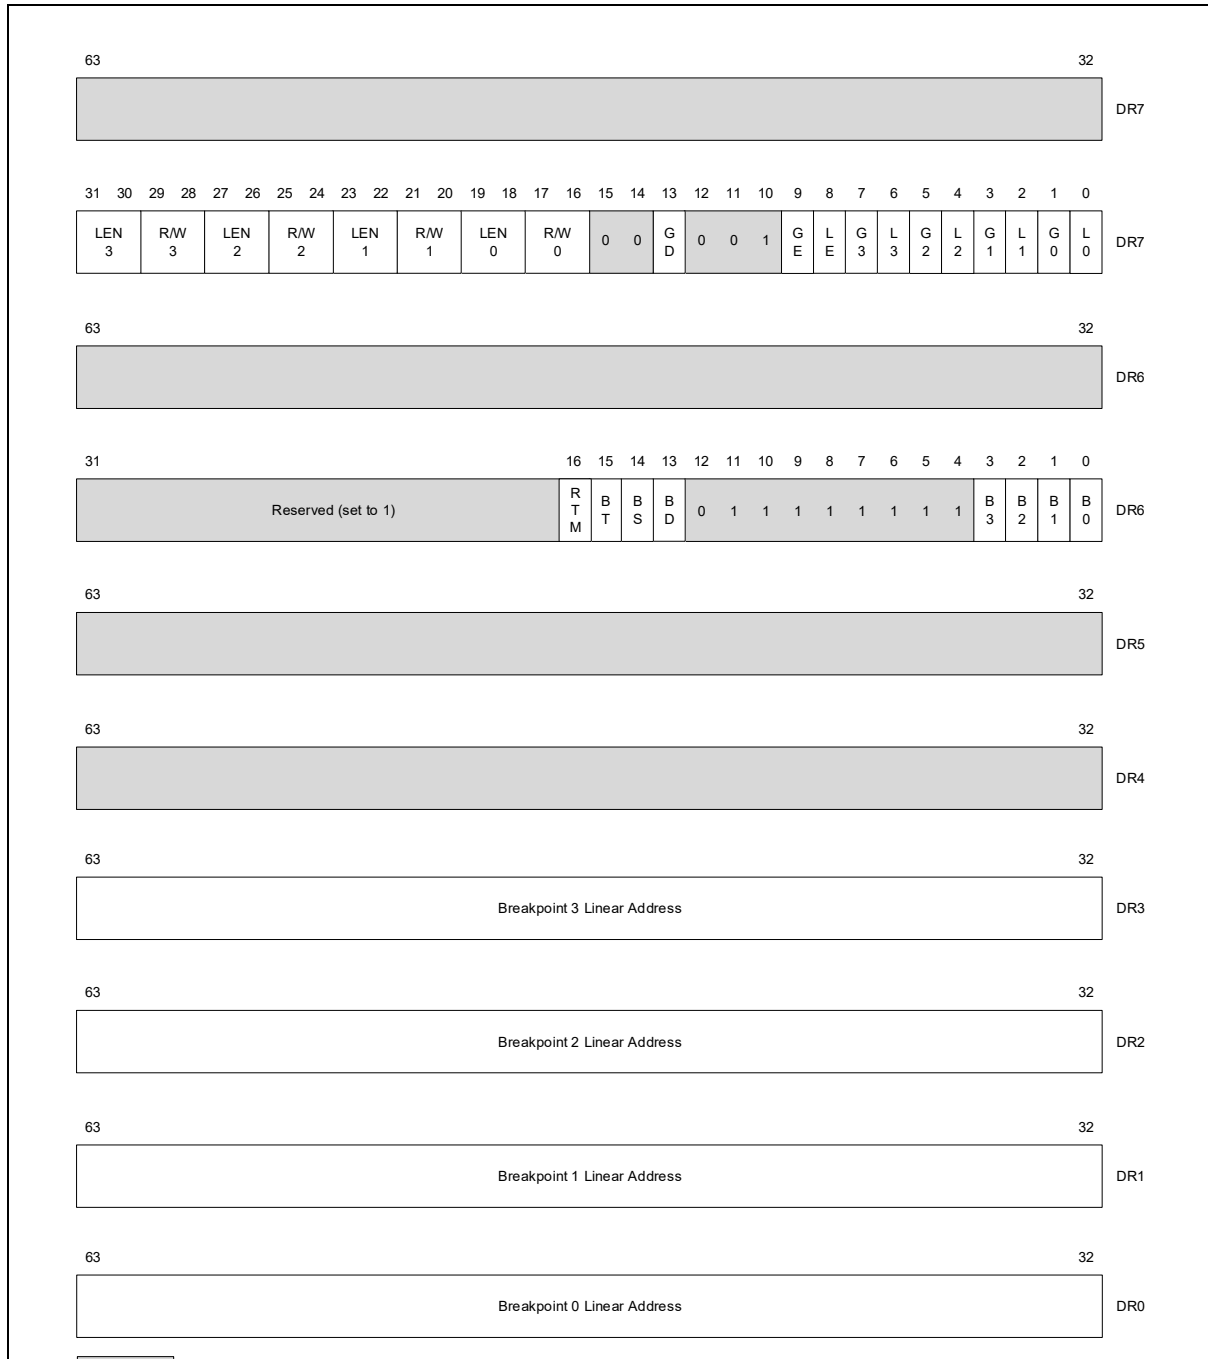 63 32
DR7
31 30 29 28 27 26 25 24 23 22 21 20 19 18 17 16 15 14 13 12 11 10 9 8 7 6 5 4 3 2 1 0
LEN 3 R/W 3 LEN 2 R/W 2 LEN 1 R/W 1 LEN 0 R/W 0 0 0 GD 0 0 1 GE LE G3 L3 G2 L2 G1 L1 G0 L0 DR7
63 32
DR6
31 16 15 14 13 12 11 10 9 8 7 6 5 4 3 2 1 0
Reserved (set to 1) RTM BT BS BD 0 1 1 1 1 1 1 1 1 B3 B2 B1 B0 DR6
63 32
DR5
63 32
DR4
63 32
Breakpoint 3 Linear Address DR3
63 32
Breakpoint 2 Linear Address DR2
63 32
Breakpoint 1 Linear Address DR1
63 32
Breakpoint 0 Linear Address DR0